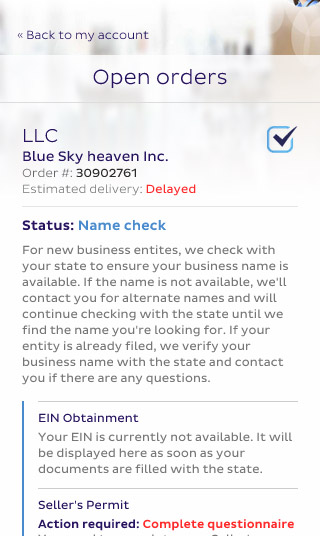 « Back to my account
Open orders
LLC
Blue Sky heaven Inc.
Order #: 30902761
Estimated delivery: Delayed
Status: Name check
For new business entites, we check with
your state to ensure your business name is
available. If the name is not available, we'll
contact you for alternate names and will
continue checking with the state until we
find the name you're looking for. If your
entity is already filed, we verify your
business name with the state and contact
you if there are any questions.
EIN Obtainment
Your EIN is currently not available. It will
be displayed here as soon as your
documents are filled with the state.
Seller's Permit
Action required: Complete questionnaire